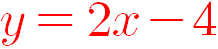 y = 2x − 4